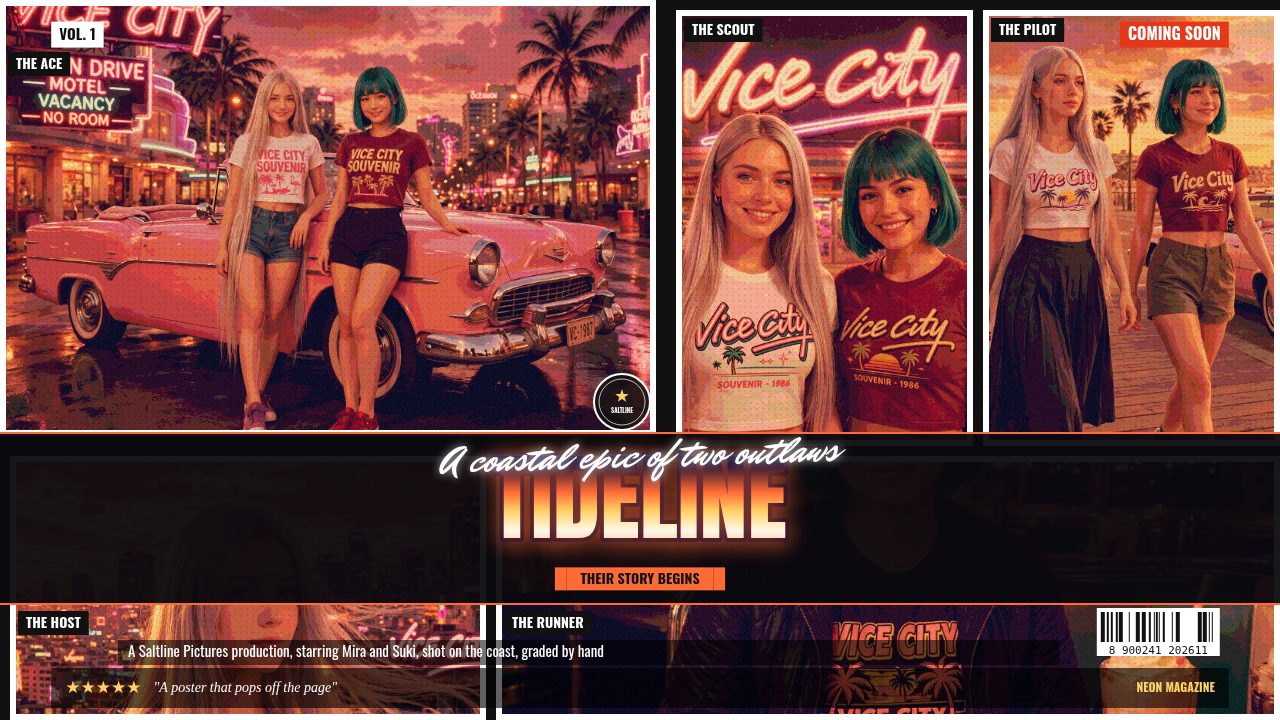 VICE CITY
VOL. 1
THE ACE
N DRIVE
MOTEL
VACANCY
NO ROOM
VICE CITY
SOUVENIR
VICE CITY
SOUVENIR
VC-1987
SALTLINE
THE SCOUT
Vice City
Vice City
SOUVENIR - 1986
Vice City
SOUVENIR - 1986
THE PILOT
COMING SOON
Vice City
Vice City
A coastal epic of two outlaws
TIDELINE
THEIR STORY BEGINS
THE HOST
THE RUNNER
VICE CITY
VICE CITY
A Saltline Pictures production, starring Mira and Suki, shot on the coast, graded by hand
★★★★★ "A poster that pops off the page"
8 900241 202611
NEON MAGAZINE